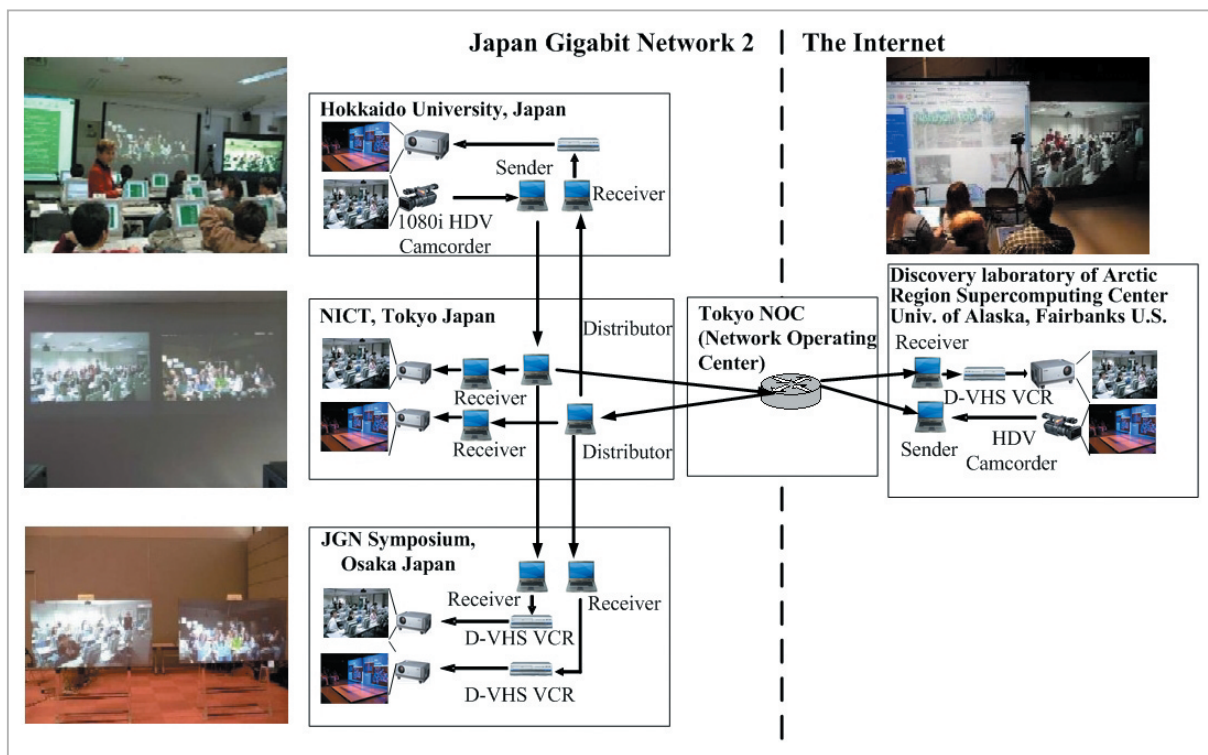 Japan Gigabit Network 2
The Internet
Hokkaido University, Japan
Sender
Receiver
1080i HDV
Camcorder
NICT, Tokyo Japan
Distributor
Receiver
Receiver
Distributor
Tokyo NOC
(Network Operating
Center)
Discovery laboratory of Arctic
Region Supercomputing Center
Univ. of Alaska, Fairbanks U.S.
Receiver
D-VHS VCR
Sender
HDV
Camcorder
JGN Symposium,
Osaka Japan
Receiver
Receiver
D-VHS VCR
D-VHS VCR